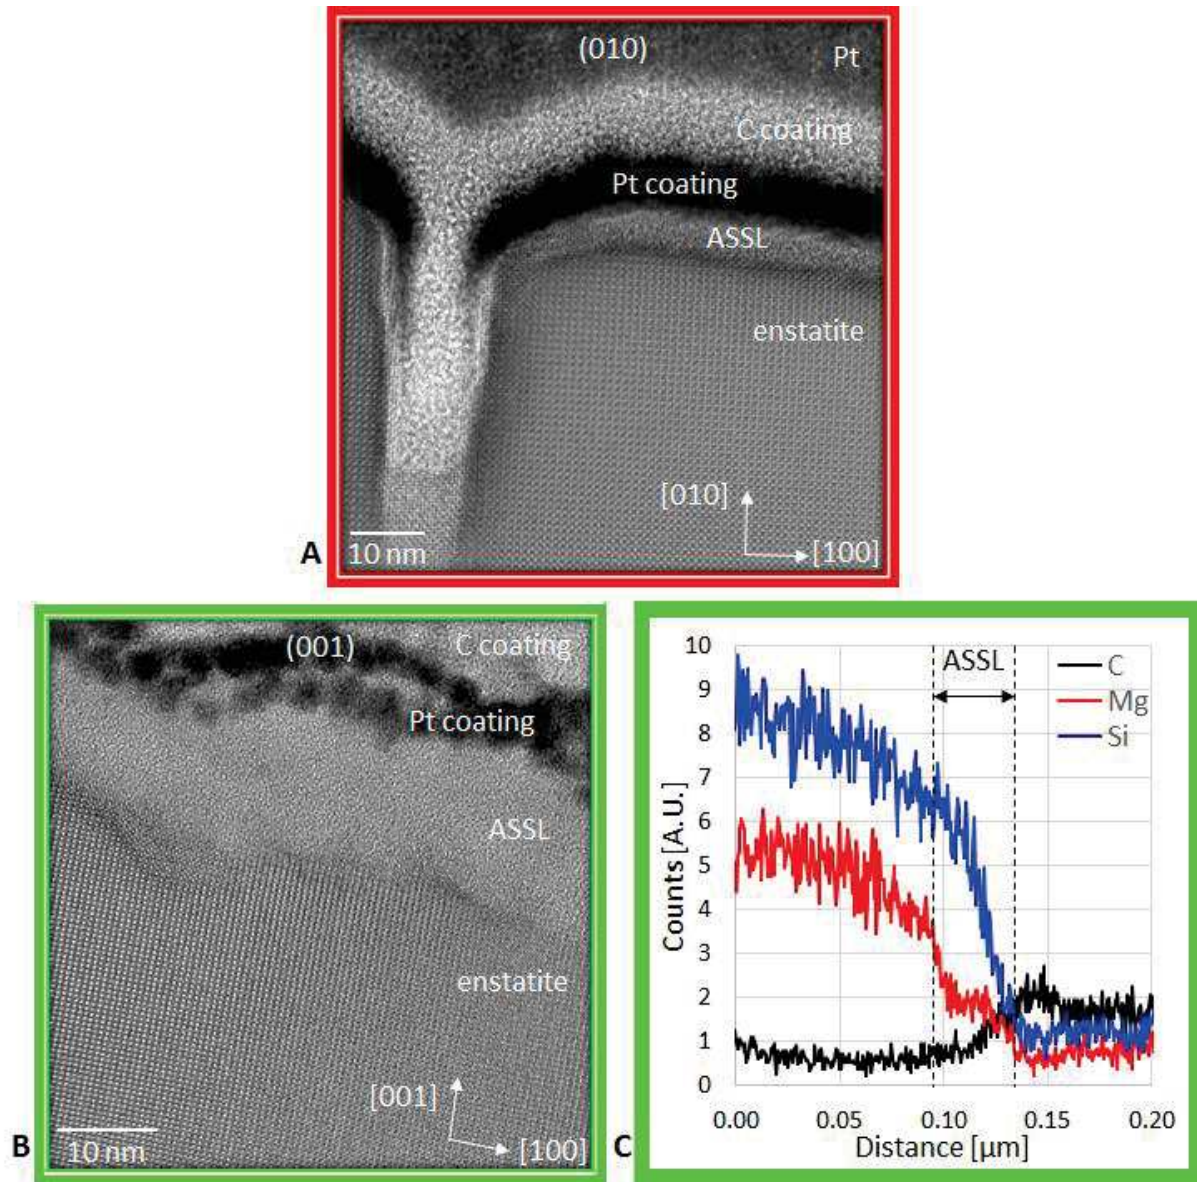 (010)
Pt
C coating
Pt coating
ASSL
enstatite
[010]
[100]
10 nm
A
(001)
C coating
Pt coating
ASSL
enstatite
[001]
[100]
10 nm
B
10
9
8
7
6
5
4
3
2
1
0
Counts [A.U.]
ASSL
C
Mg
Si
0.00 0.05 0.10 0.15 0.20
Distance [µm]
C